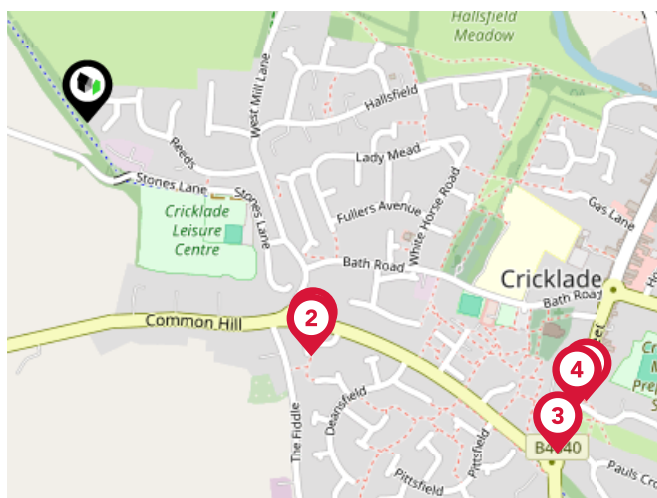 Hallsfield
Meadow
West Mill Lane
Hallsfield
Reeds
Lady Mead
Stones Lane
Stones Lane
White Horse Road
Gas Lane
Cricklade
Leisure
Centre
Fullers Avenue
Bath Road
Cricklade
Bath Road
Common Hill
2
4
3
The Fiddle
Deansfield
Pittsfield
Pittsfield
B4040